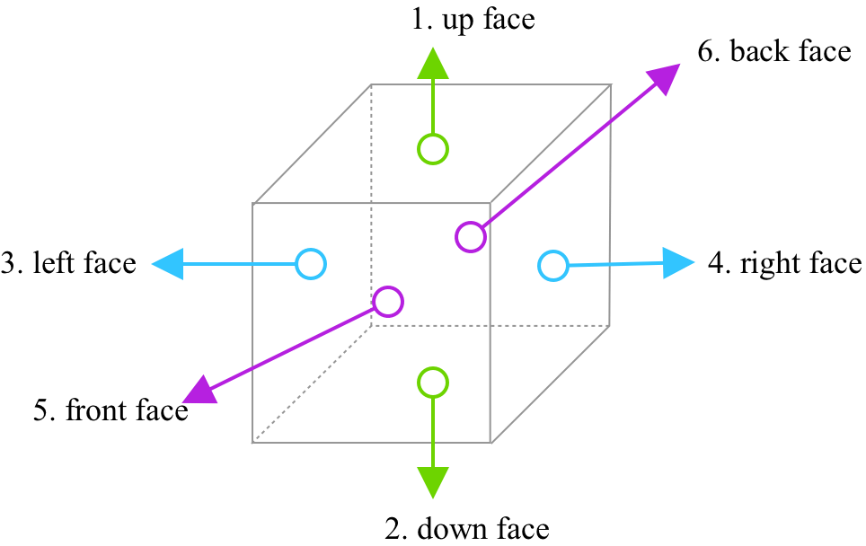 1. up face
6. back face
3. left face
4. right face
5. front face
2. down face